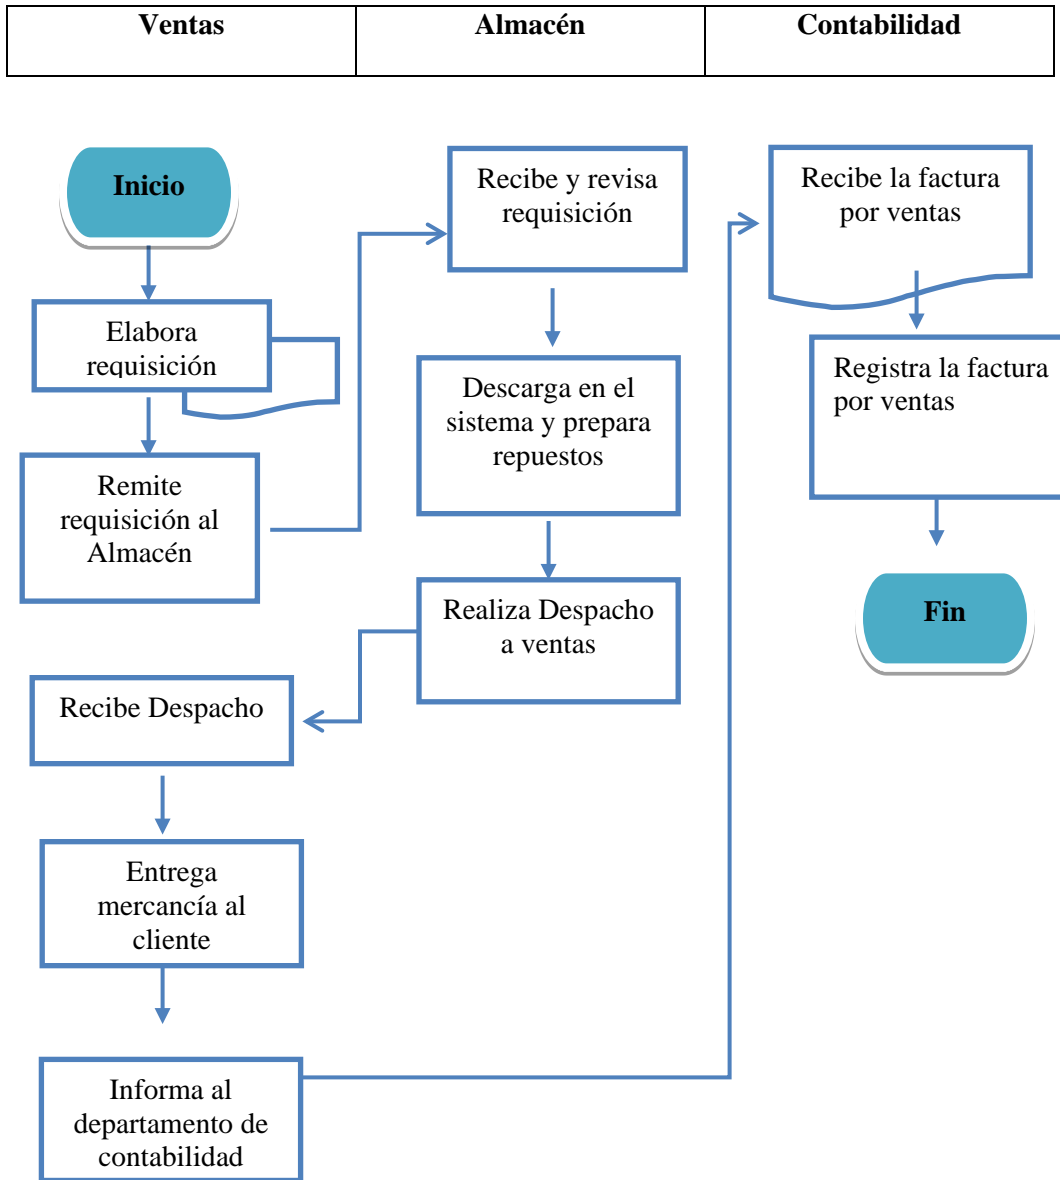 Ventas
Almacén
Contabilidad
Inicio
Elabora
requisición
Remite
requisición al
Almacén
Recibe y revisa
requisición
Descarga en el
sistema y prepara
repuestos
Realiza Despacho
a ventas
Recibe Despacho
Entrega
mercancía al
cliente
Informa al
departamento de
contabilidad
Recibe la factura
por ventas
Registra la factura
por ventas
Fin